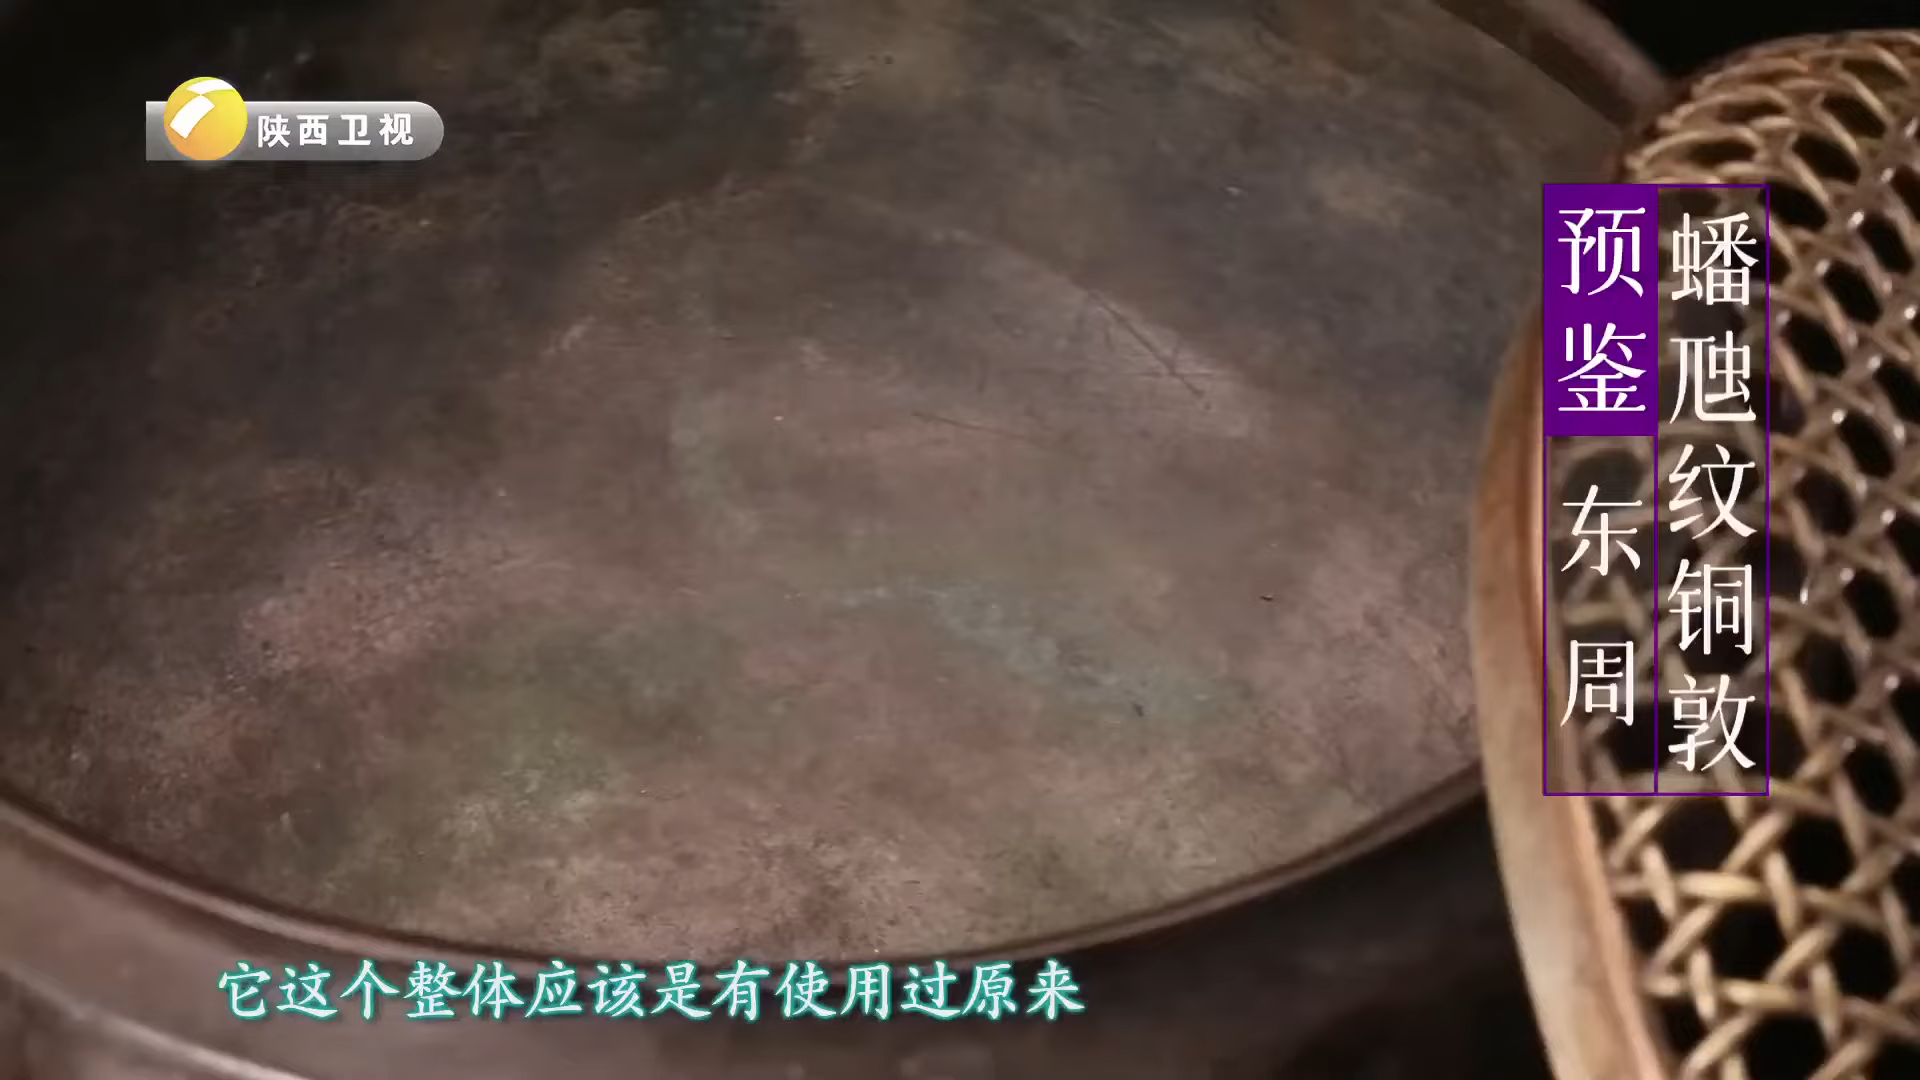 陕西卫视
预鉴
东周
蟠虺纹铜敦
它这个整体应该是有使用过原来